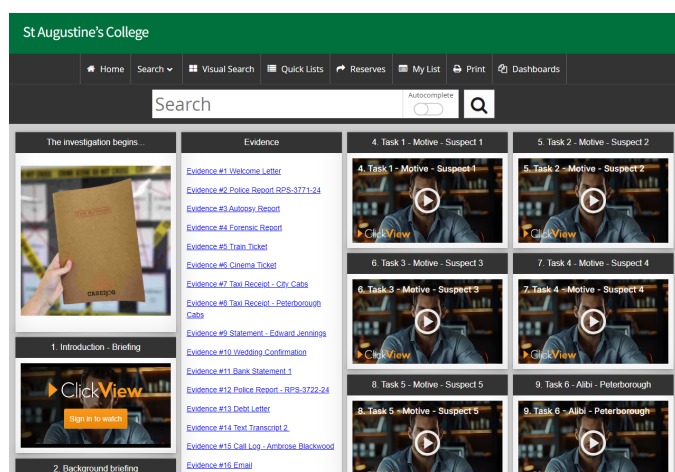 St Augustine's College
Home Search Visual Search Quick Lists Reserves My List Print Dashboards
Search
Autocomplete
The investigation begins...
CASEDOG
1. Introduction - Briefing
ClickView
Sign in to watch
2. Background briefing
Evidence
Evidence #1 Welcome Letter
Evidence #2 Police Report RPS-3771-24
Evidence #3 Autopsy Report
Evidence #4 Forensic Report
Evidence #5 Train Ticket
Evidence #6 Cinema Ticket
Evidence #7 Taxi Receipt - City Cabs
Evidence #8 Taxi Receipt - Peterborough
Cabs
Evidence #9 Statement - Edward Jennings
Evidence #10 Wedding Confirmation
Evidence #11 Bank Statement 1
Evidence #12 Police Report - RPS-3722-24
Evidence #13 Debt Letter
Evidence #14 Text Transcript 2
Evidence #15 Call Log - Ambrose Blackwood
Evidence #16 Email
4. Task 1 - Motive - Suspect 1
4. Task 1 - Motive - Suspect 1
ClickView
5. Task 2 - Motive - Suspect 2
5. Task 2 - Motive - Suspect 2
ClickView
6. Task 3 - Motive - Suspect 3
6. Task 3 - Motive - Suspect 3
ClickView
7. Task 4 - Motive - Suspect 4
7. Task 4 - Motive - Suspect 4
ClickView
8. Task 5 - Motive - Suspect 5
8. Task 5 - Motive - Suspect 5
9. Task 6 - Alibi - Peterborough
9. Task 6 - Alibi - Peterborough